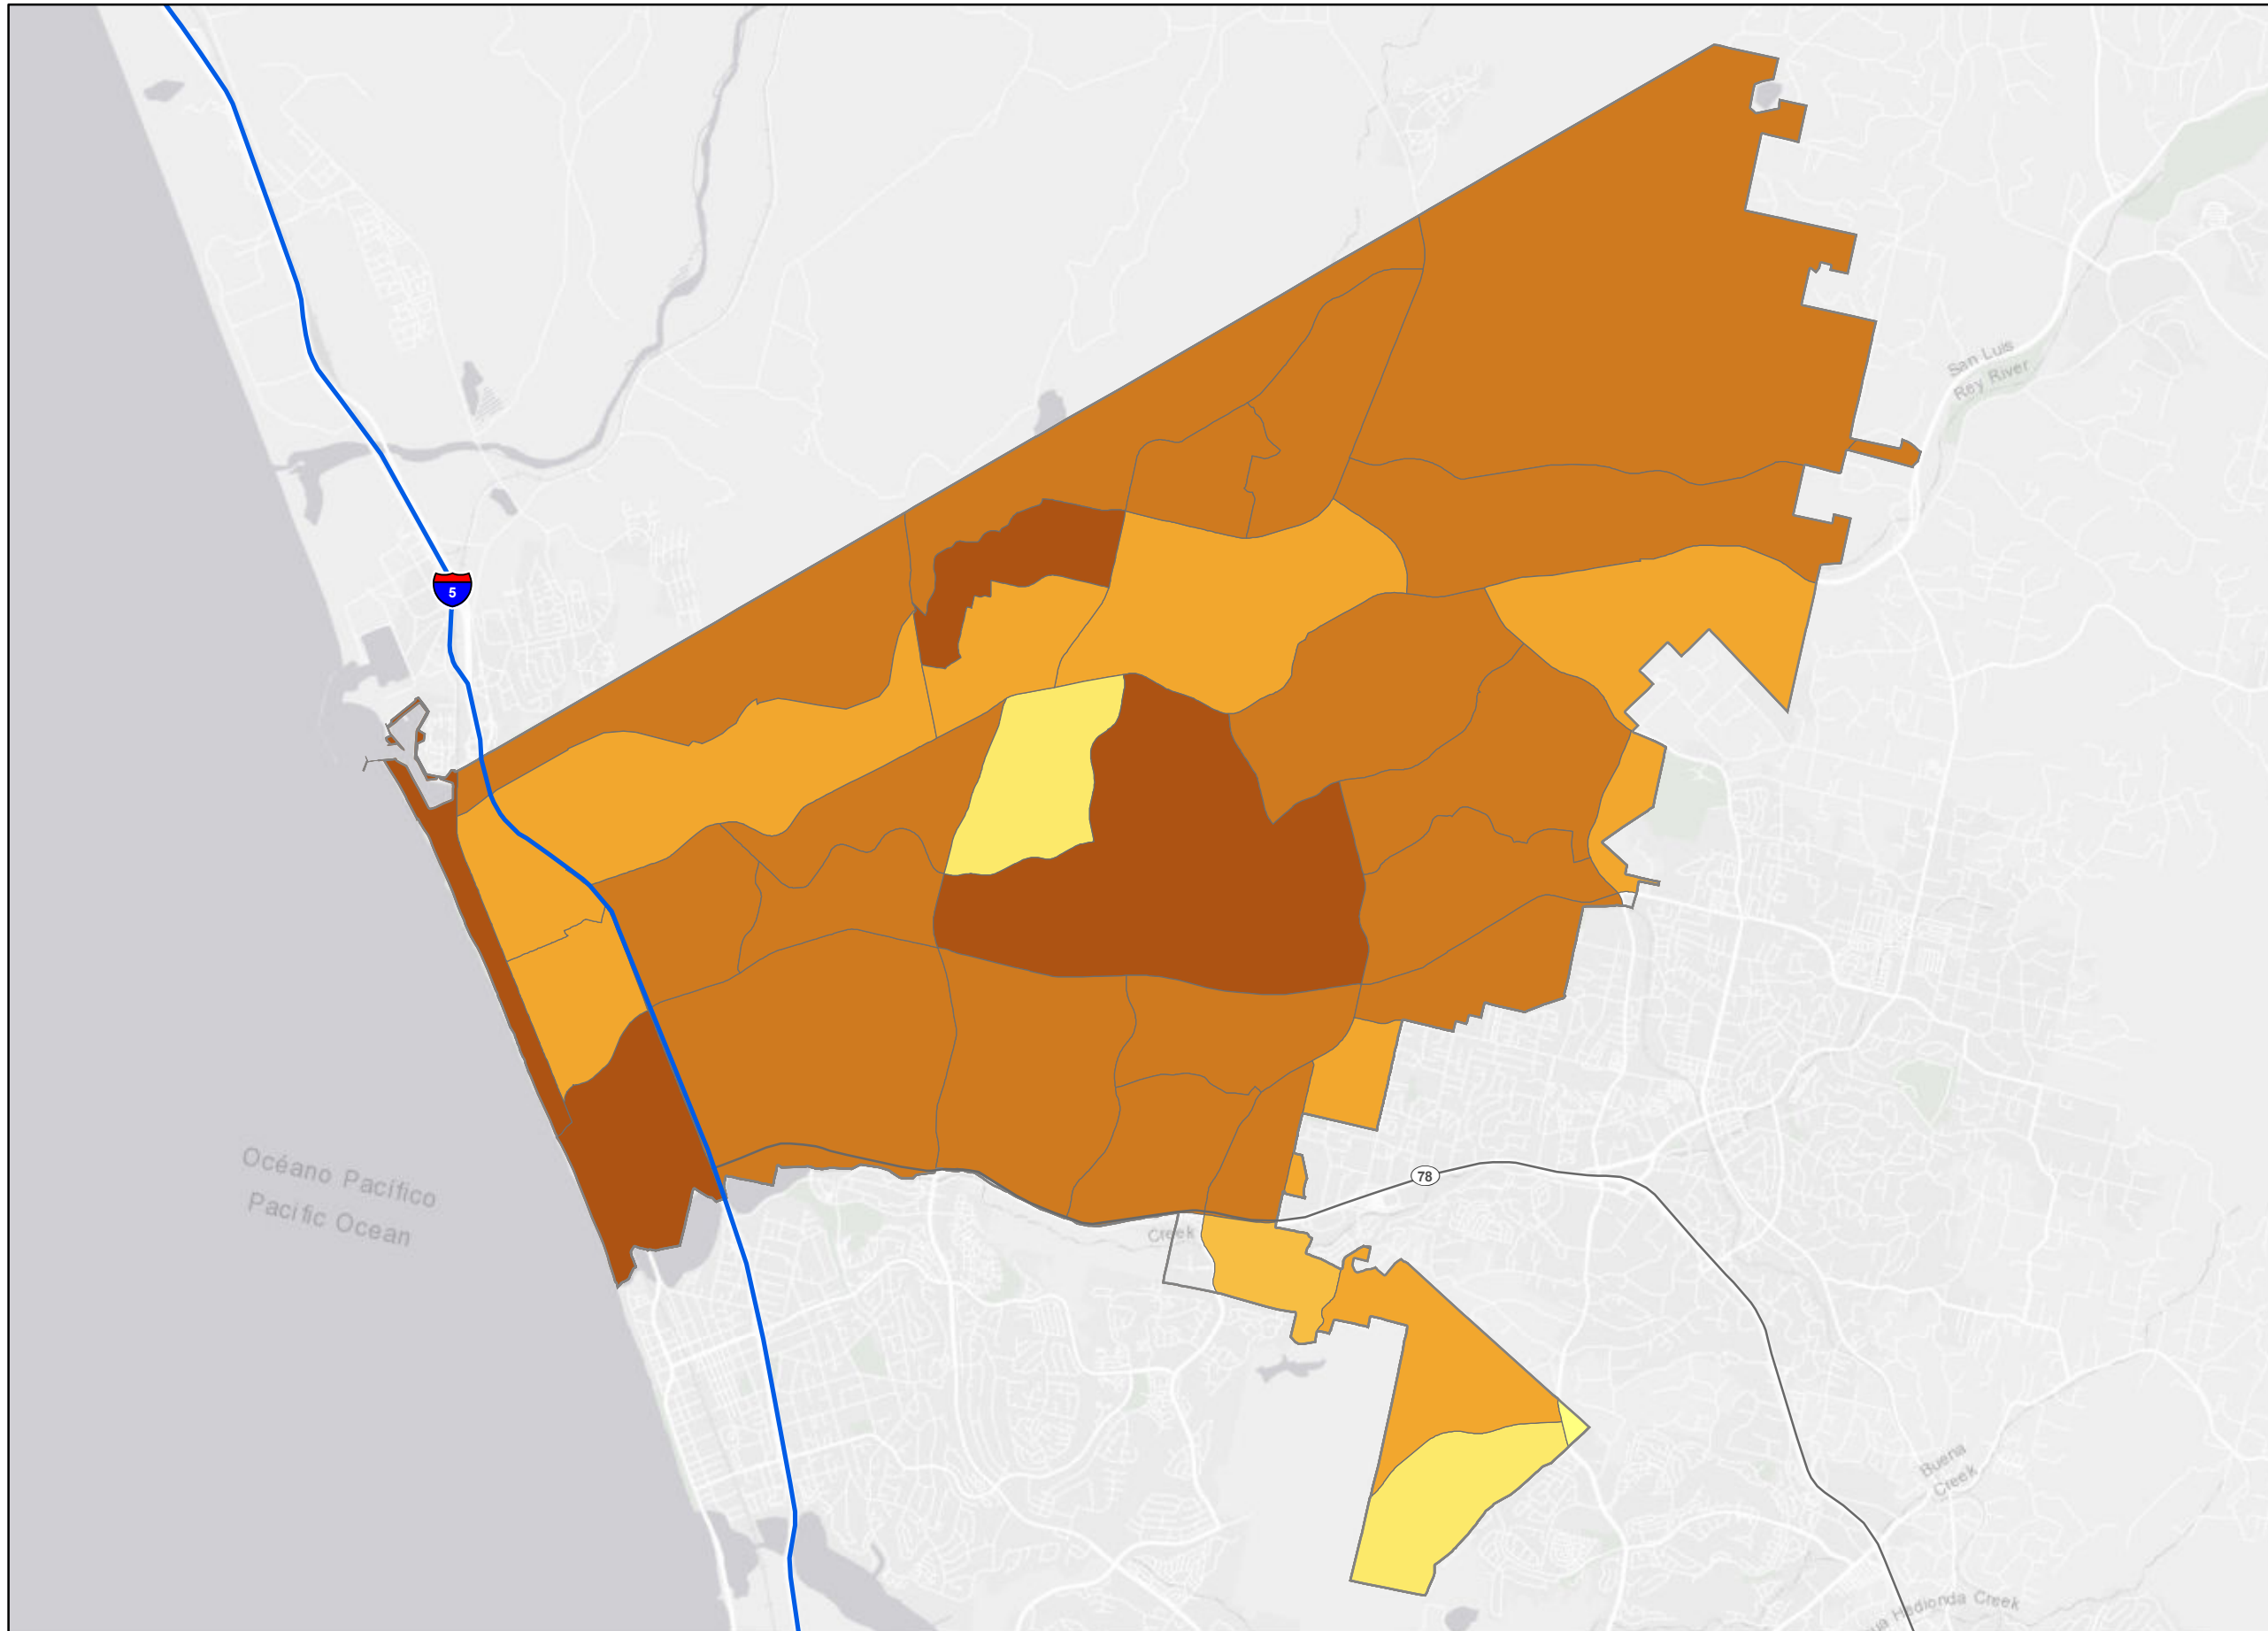 San Luis
Rey River
5
Océano Pacífico
Pacific Ocean
78
Creek
Buena
Creek
Hedionda Creek